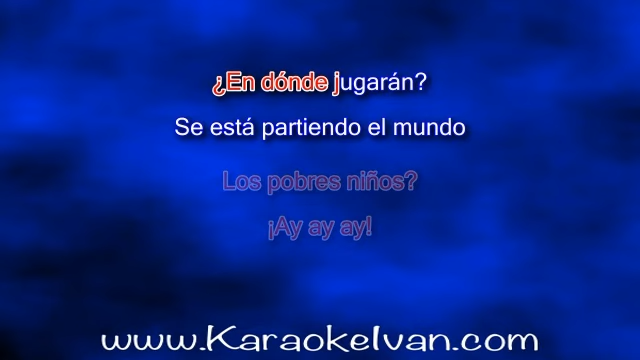 ¿En dónde jugarán?
Se está partiendo el mundo
Los pobres niños?
¡Ay ay ay!
www.KaraokeIvan.com